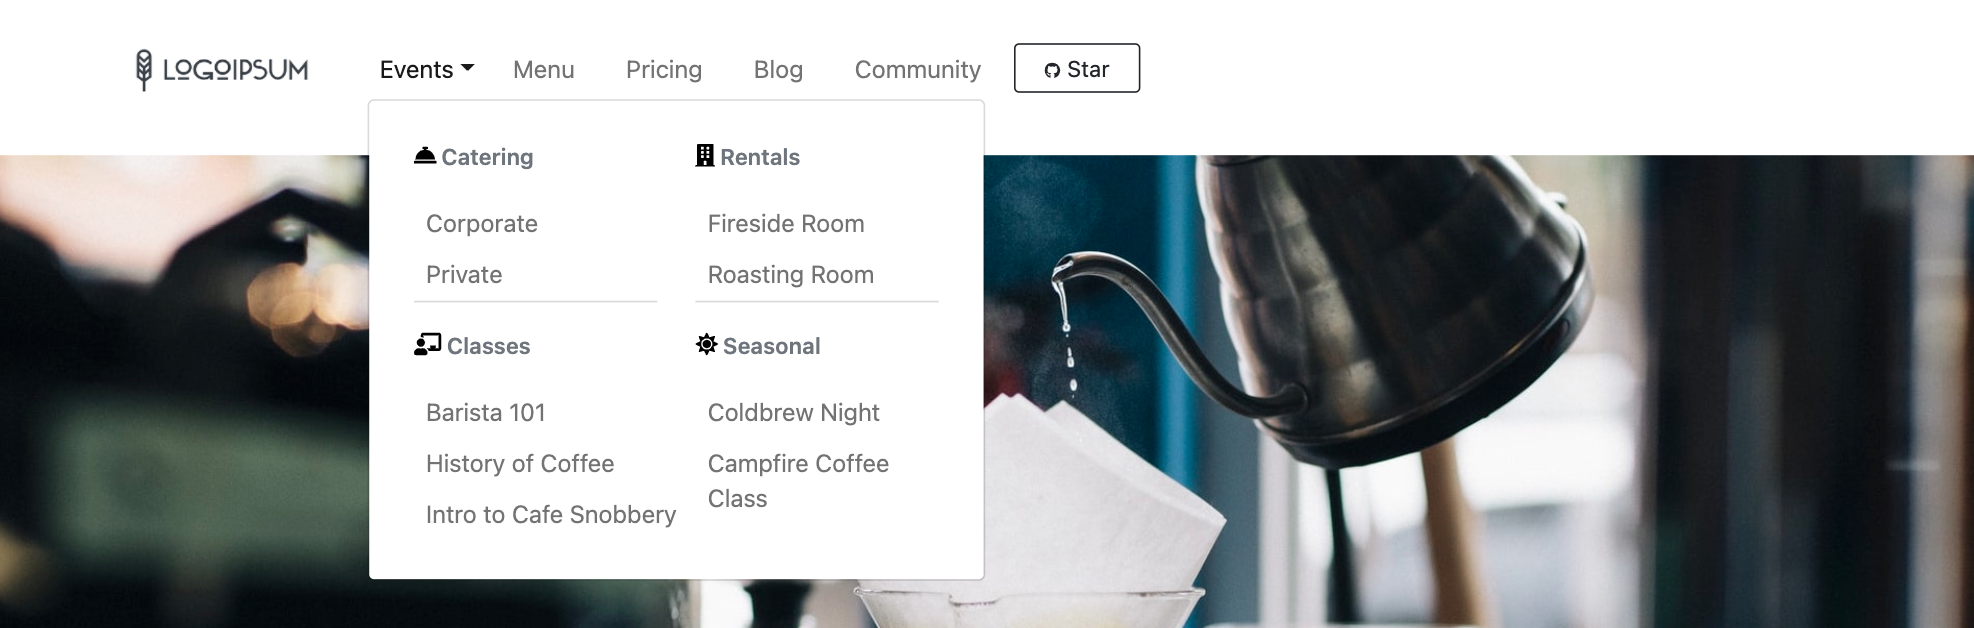 LOGOIPSUM
Events
Menu
Pricing
Blog
Community
Star
Catering
Corporate
Private
Rentals
Fireside Room
Roasting Room
Classes
Barista 101
History of Coffee
Intro to Cafe Snobbery
Seasonal
Coldbrew Night
Campfire Coffee
Class